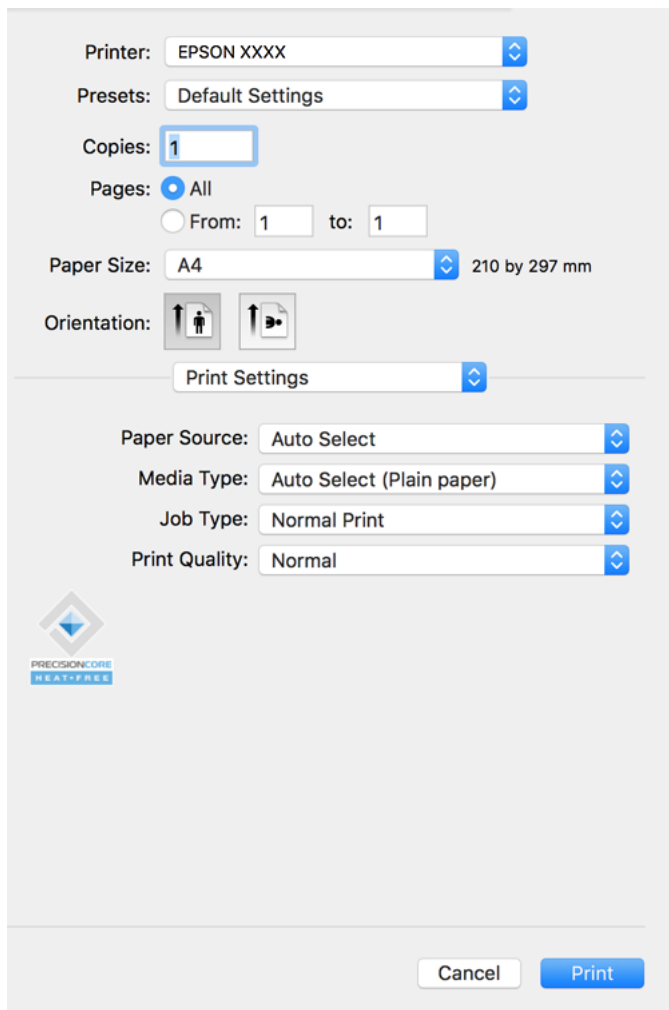 Printer: EPSON XXXX
Presets: Default Settings
Copies: 1
Pages: All
From: 1 to: 1
Paper Size: A4 210 by 297 mm
Orientation:
Print Settings
Paper Source: Auto Select
Media Type: Auto Select (Plain paper)
Job Type: Normal Print
Print Quality: Normal
PRECISIONCORE
HEAT-FREE
Cancel Print